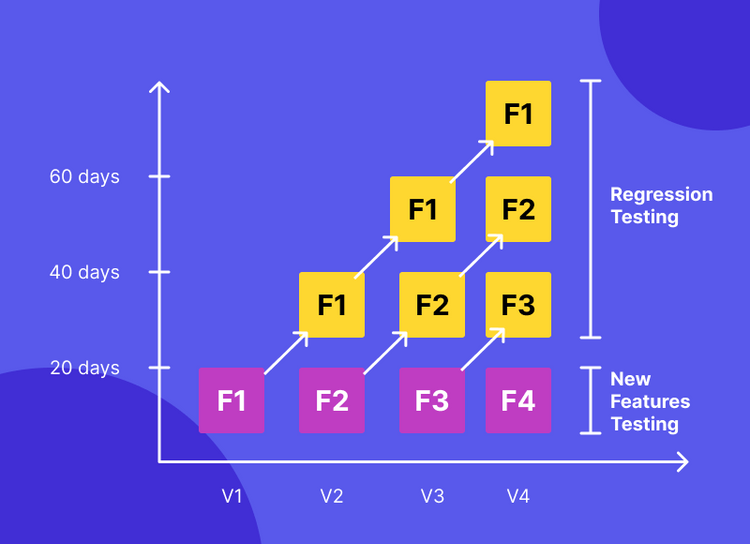 F1
60 days
F1
F2
Regression
Testing
40 days
F1
F2
F3
20 days
F1
F2
F3
F4
New
Features
Testing
V1
V2
V3
V4